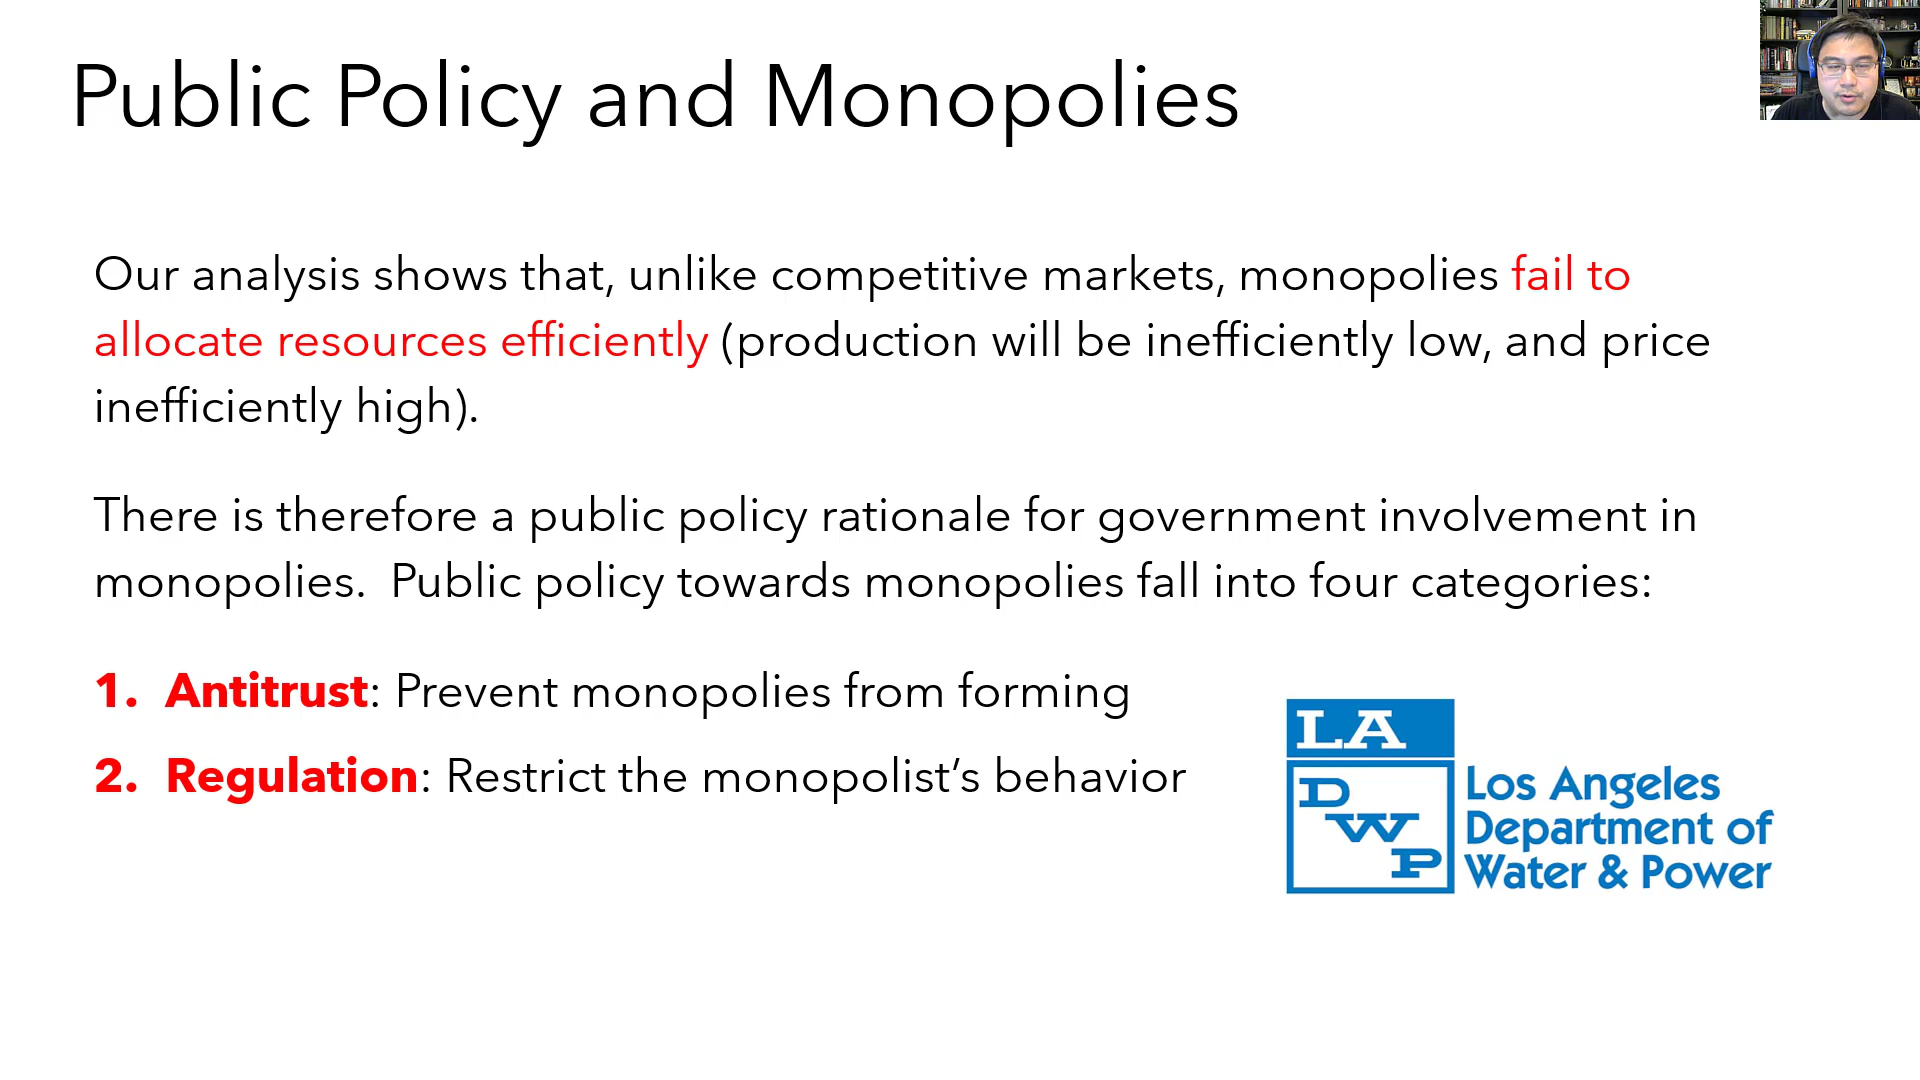 Public Policy and Monopolies
Our analysis shows that, unlike competitive markets, monopolies fail to
allocate resources efficiently (production will be inefficiently low, and price
inefficiently high).
There is therefore a public policy rationale for government involvement in
monopolies.  Public policy towards monopolies fall into four categories:
1. Antitrust: Prevent monopolies from forming
2. Regulation: Restrict the monopolist’s behavior
LA
DWP
Los Angeles
Department of
Water & Power